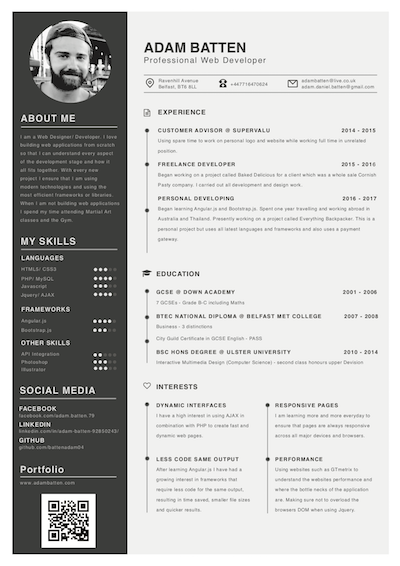 ADAM BATTEN
Professional Web Developer
Ravenhill Avenue
Belfast, BT6 8LE
+447716470624
adambatten@live.co.uk
adam.daniel.batten@gmail.com
ABOUT ME
I am a Web Designer/ Developer. I love
building web applications from scratch
so that I can understand every aspect
of the development stage and how it
all fits together. With every new
project I ensure that I am using
modern technologies and using the
most efficient frameworks or libraries.
When I am not building web applications
I spend my time attending Martial Art
classes and the Gym.
MY SKILLS
LANGUAGES
HTML5/ CSS3
PHP/ MySQL
Javascript
Jquery/ AJAX
FRAMEWORKS
Angular.js
Bootstrap.js
OTHER SKILLS
API Integration
Photoshop
Illustrator
SOCIAL MEDIA
FACEBOOK
facebook.com/adam.batten.79
LINKEDIN
GITHUB
github.com/battenadam04
Portfolio
www.adambatten.com
EXPERIENCE
CUSTOMER ADVISOR @ SUPERVALU 2014 - 2015
Using spare time to work on personal logo and website while working full time in unrelated
position.
FREELANCE DEVELOPER 2015 - 2016
Began working on a project called Baked Delicious for a client which was a whole sale Cornish
Pasty company. I carried out all development and design work.
PERSONAL DEVELOPING 2016 - 2017
Began learning Angular.js and Bootstrap.js. Spent one year travelling and working abroad in
Australia and Thailand. Presently working on a project called Everything Backpacker. This is a
personal project but uses all latest languages and frameworks and also uses a payment
gateway.
EDUCATION
GCSE @ DOWN ACADEMY 2001 - 2006
7 GCSEs - Grade B-C including Maths
BTEC NATIONAL DIPLOMA @ BELFAST MET COLLEGE 2007 - 2008
Business - 3 distinctions
City Guild Certificate in GCSE English - PASS
BSC HONS DEGREE @ ULSTER UNIVERSITY 2010 - 2014
Interactive Multimedia Design (Computer Science) - second class honours upper Devision
INTERESTS
DYNAMIC INTERFACES
I have a high interest in using AJAX in
combination with PHP to create fast and
dynamic web pages.
RESPONSIVE PAGES
I am learning more and more everyday to
ensure that pages are always responsive
across all major devices and browsers.
LESS CODE SAME OUTPUT
After learning Angular.js I have had a
growing interest in frameworks that
require less code for the same output,
resulting in time saved, smaller file sizes
and quicker results.
PERFORMANCE
Using websites such as GTmetrix to
understand the websites performance and
where the bottle necks of the application
are. Making sure not to overload the
browsers DOM when using Jquery.